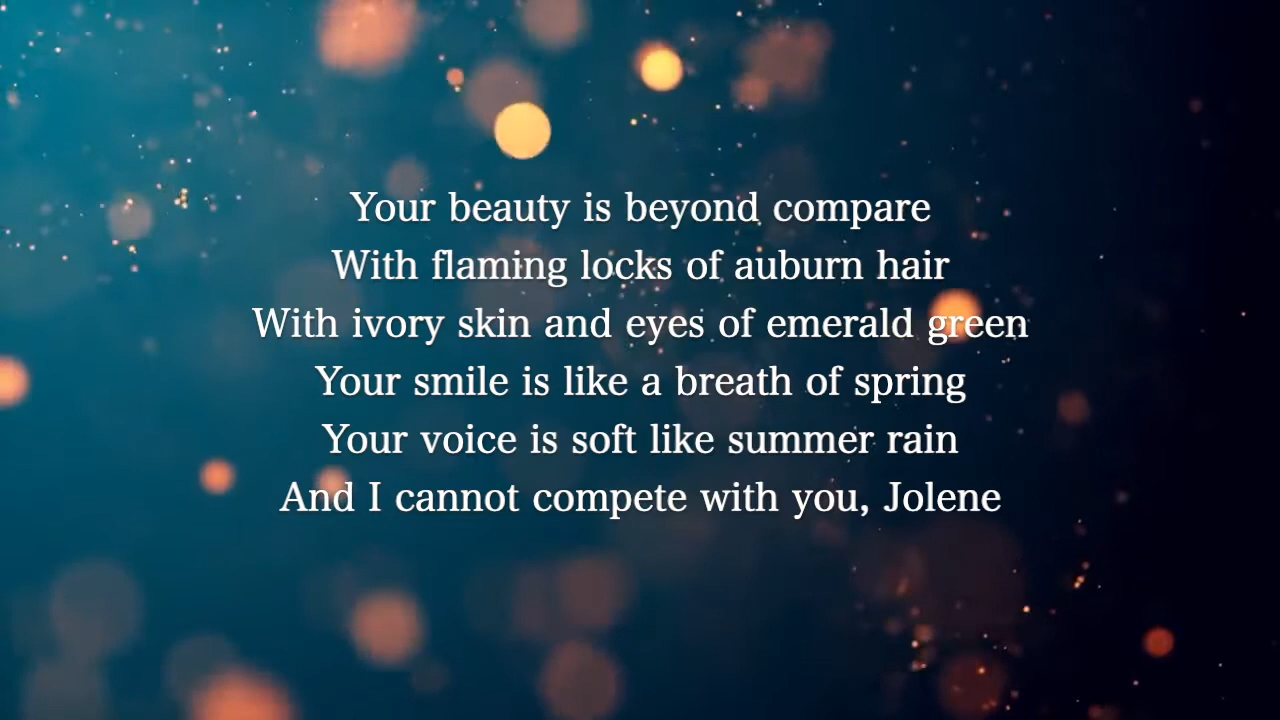 Your beauty is beyond compare
With flaming locks of auburn hair
With ivory skin and eyes of emerald green
Your smile is like a breath of spring
Your voice is soft like summer rain
And I cannot compete with you, Jolene